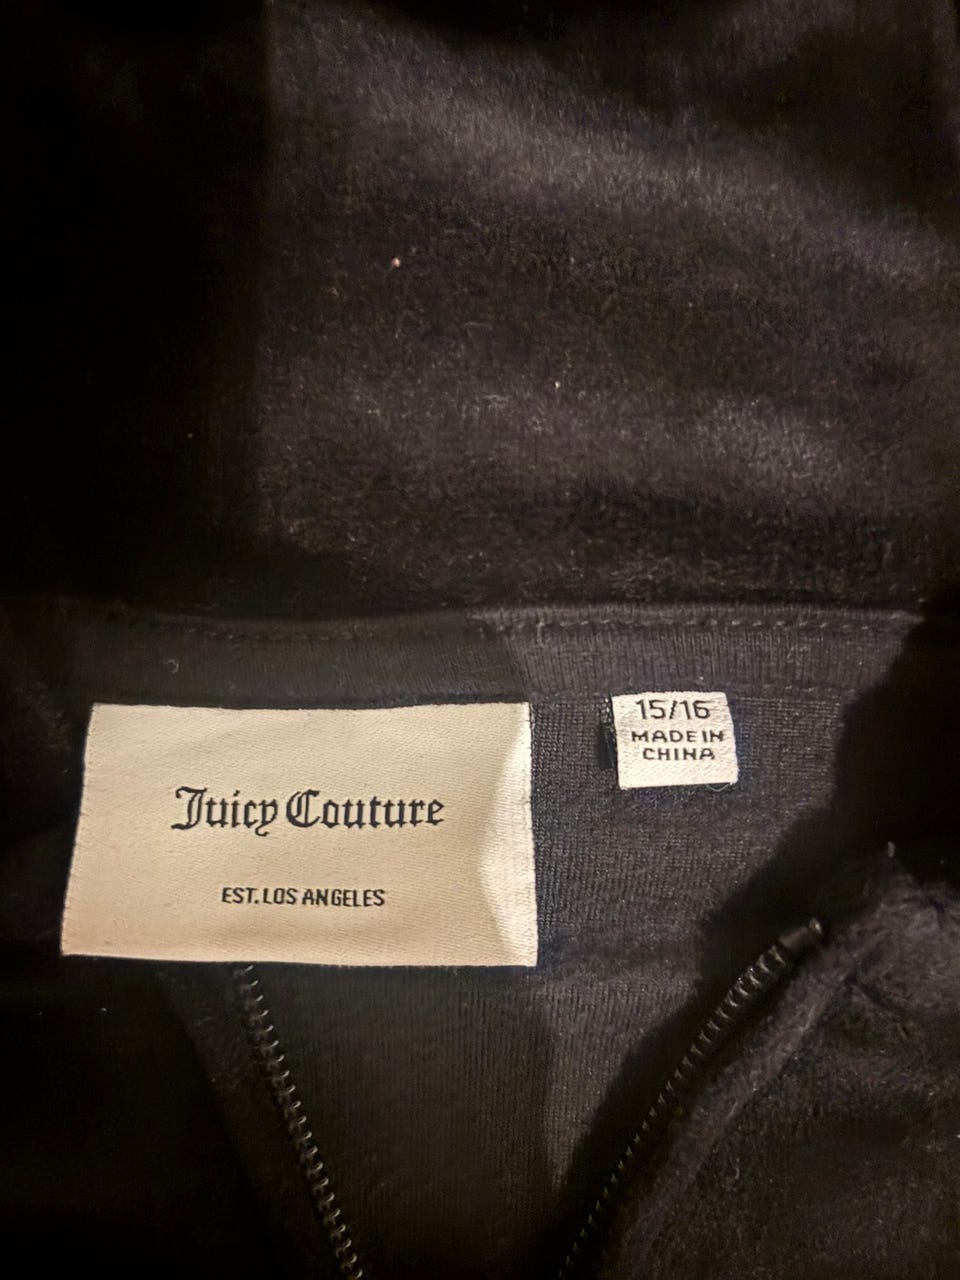 Juicy Couture
EST. LOS ANGELES
15/16
MADE IN
CHINA